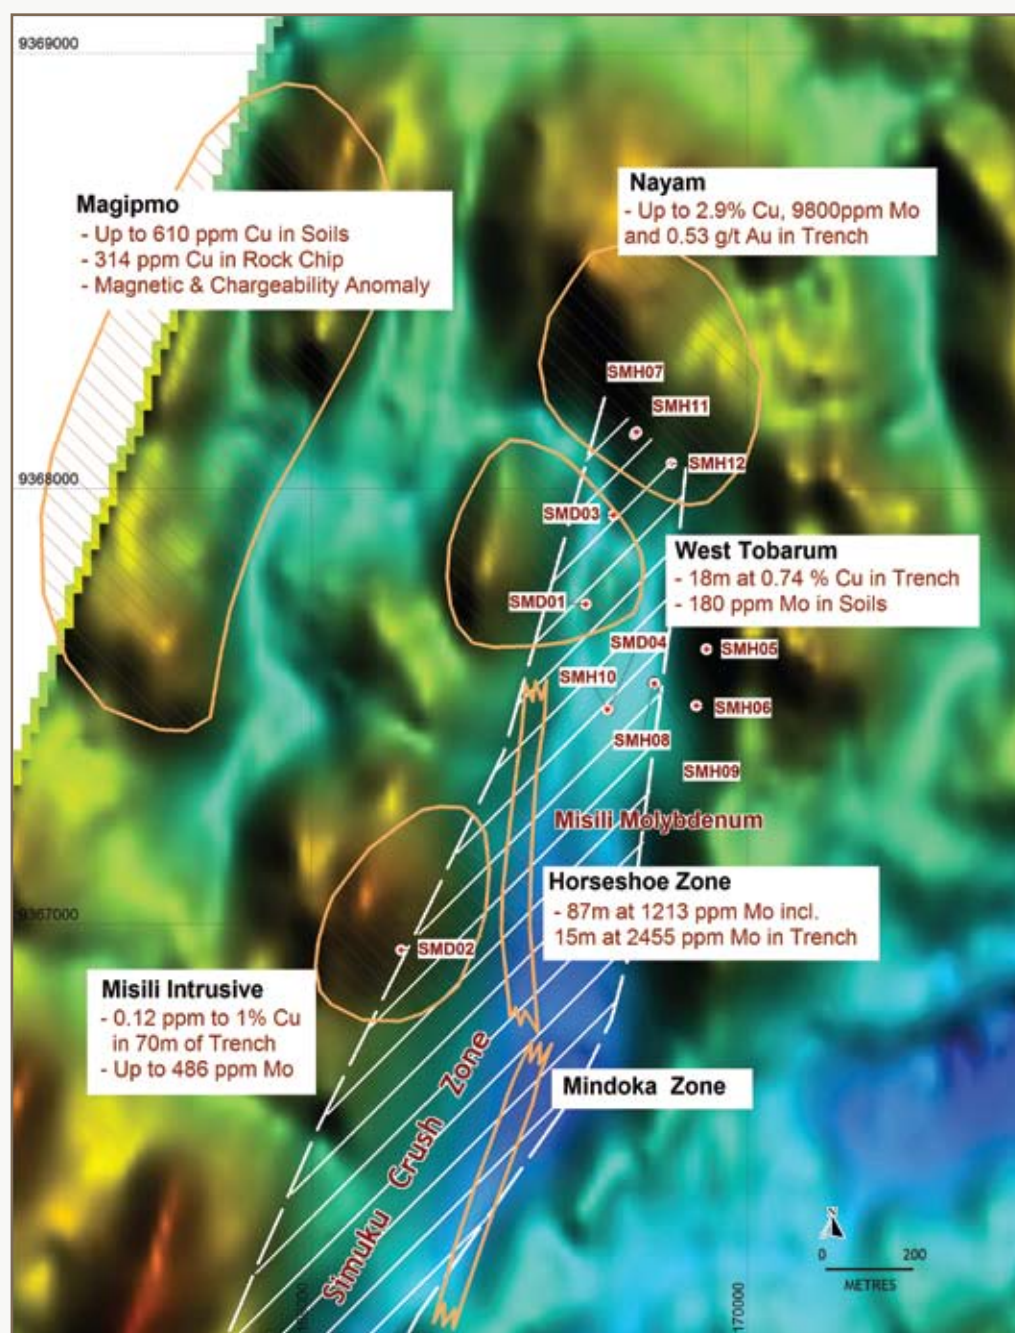 9369000
Nayam
- Up to 2.9% Cu, 9800ppm Mo
and 0.53 g/t Au in Trench
Magipmo
- Up to 610 ppm Cu in Soils
- 314 ppm Cu in Rock Chip
- Magnetic & Chargeability Anomaly
SMH07
SMH11
SMH12
9368000
SMD03
West Tobarum
- 18m at 0.74 % Cu in Trench
- 180 ppm Mo in Soils
SMD01
SMD04
SMH05
SMH10
SMH06
SMH08
SMH09
Misili Molybdenum
Horseshoe Zone
- 87m at 1213 ppm Mo incl.
15m at 2455 ppm Mo in Trench
9367000
SMD02
Misili Intrusive
- 0.12 ppm to 1% Cu
in 70m of Trench
- Up to 486 ppm Mo
Mindoka Zone
Simuku Crush Zone
N
0 200
METRES
170000